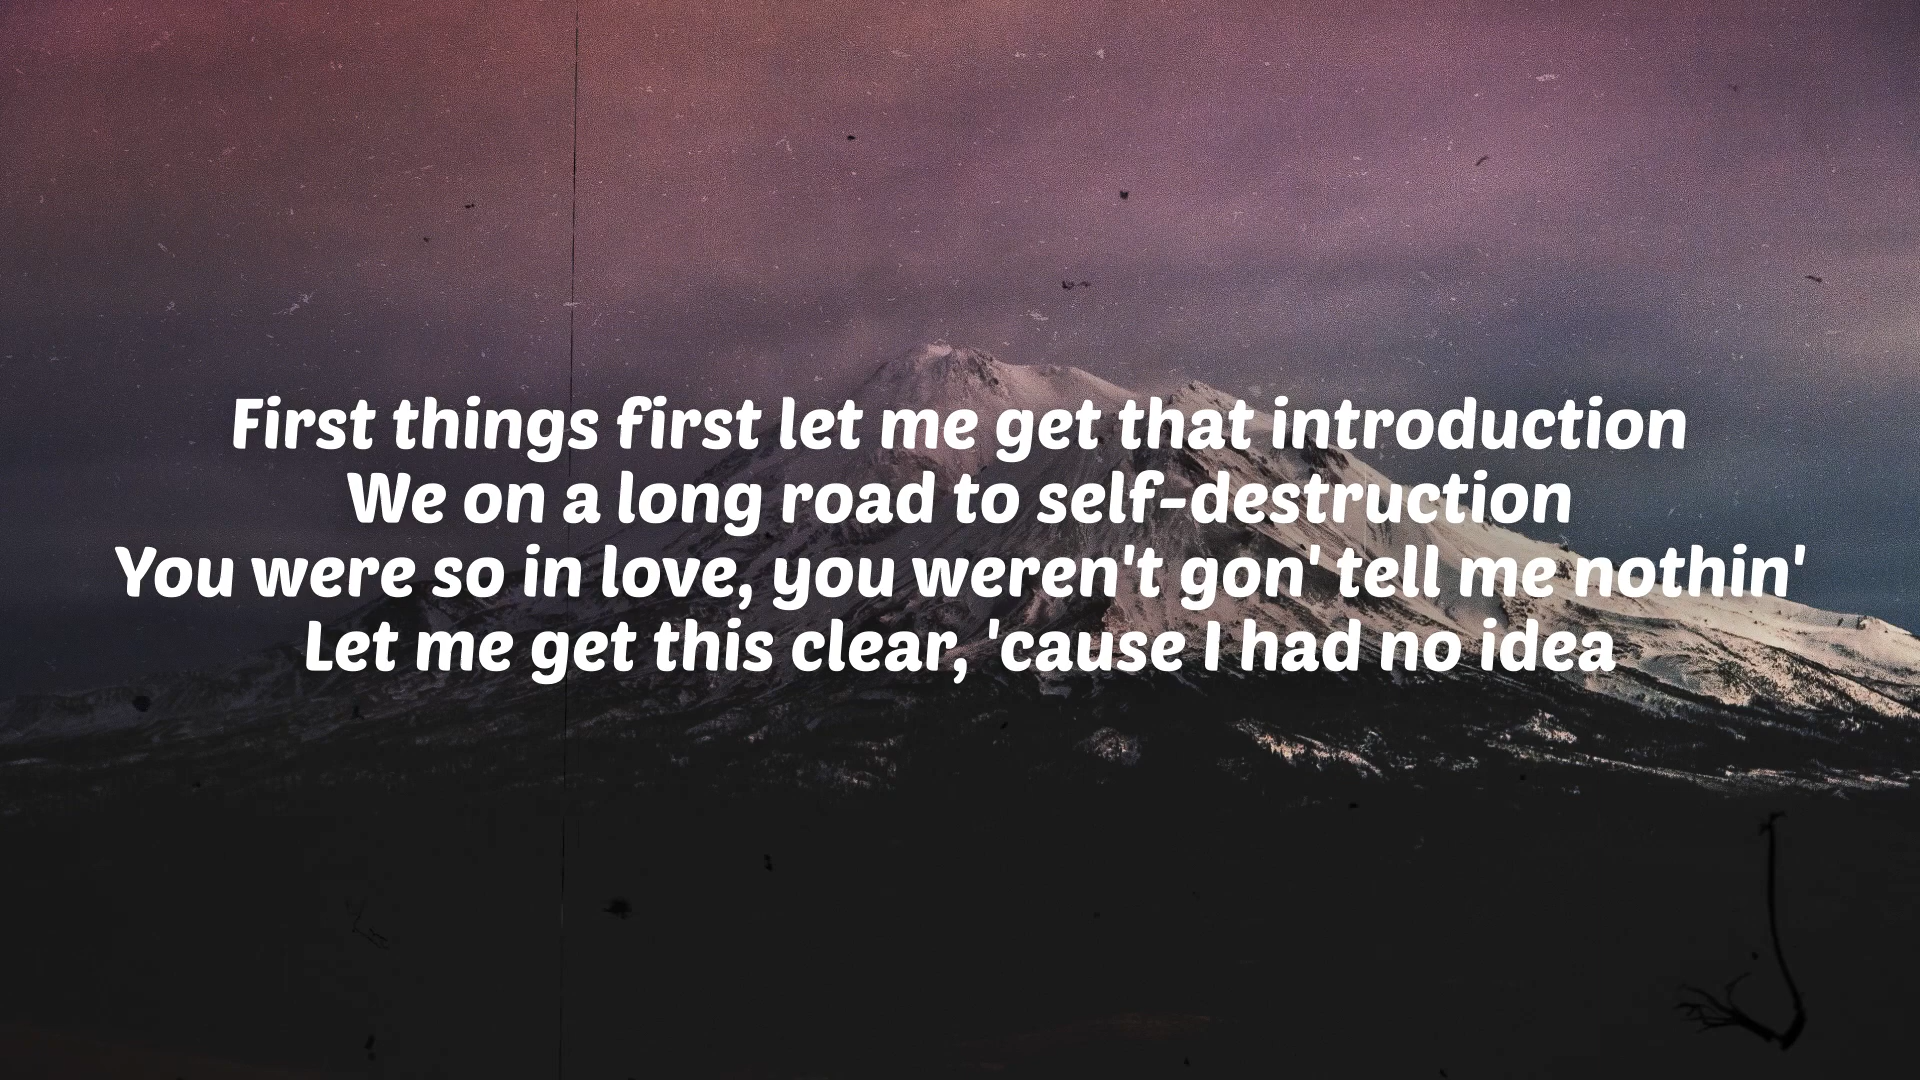 First things first let me get that introduction
We on a long road to self-destruction
You were so in love, you weren't gon' tell me nothin'
Let me get this clear, 'cause I had no idea